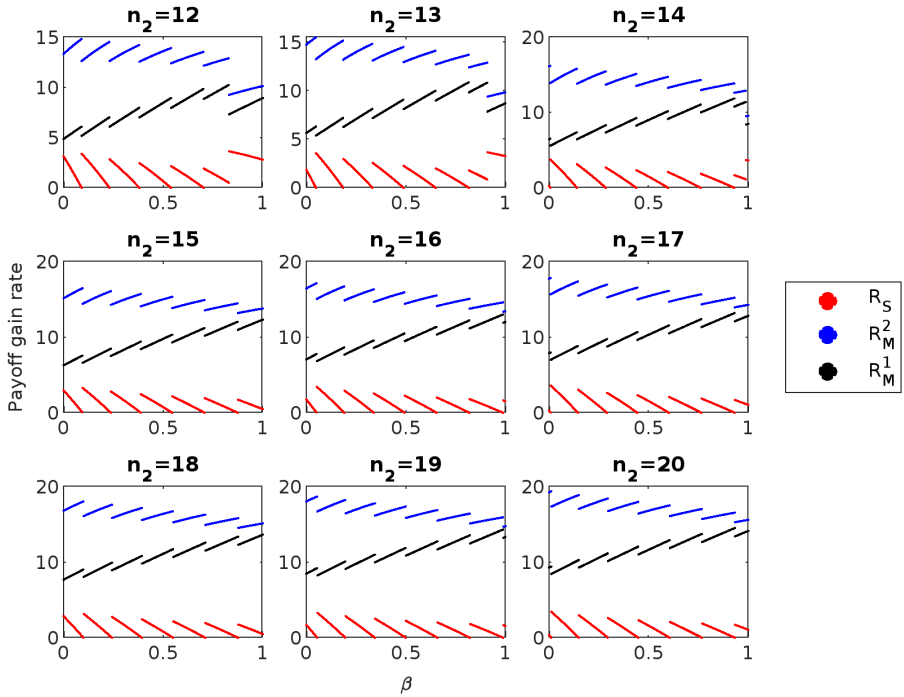 n2=12 n2=13 n2=14
15 15 20
10 10
5 5 10
0 0 0
0 0.5 1 0 0.5 1 0 0.5 1
n2=15 n2=16 n2=17
20 20 20
10 10 10
0 0 0
0 0.5 1 0 0.5 1 0 0.5 1
Payoff gain rate
RS
R2M
R1M
n2=18 n2=19 n2=20
20 20 20
10 10 10
0 0 0
0 0.5 1 0 0.5 1 0 0.5 1
β